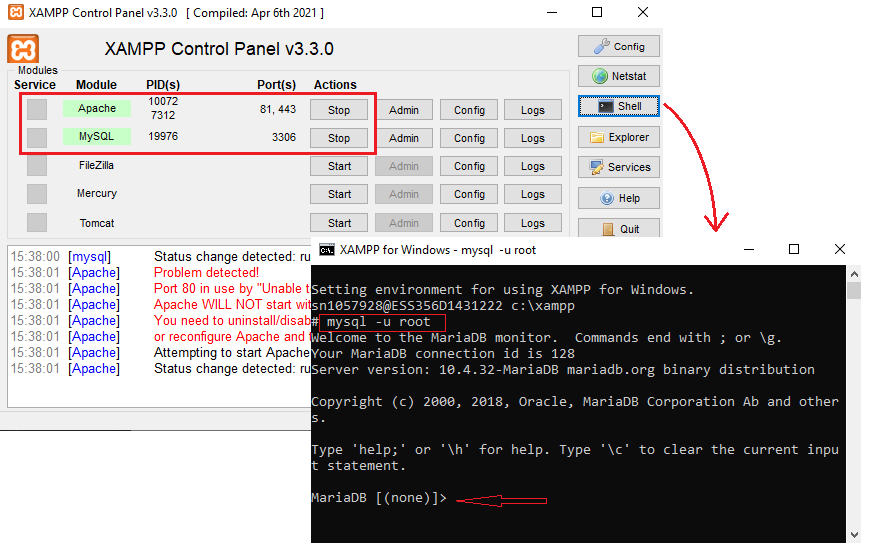 XAMPP Control Panel v3.3.0 [ Compiled: Apr 6th 2021 ]
XAMPP Control Panel v3.3.0
Config
Modules
Service Module PID(s) Port(s) Actions
Netstat
Apache 10072 7312 81, 443 Stop Admin Config Logs
Shell
MySQL 19976 3306 Stop Admin Config Logs
Explorer
FileZilla Start Admin Config Logs
Services
Mercury Start Admin Config Logs
Help
Tomcat Start Admin Config Logs
Quit
15:38:00 [mysql] Status change detected: ru
15:38:01 [Apache] Problem detected!
15:38:01 [Apache] Port 80 in use by "Unable t
15:38:01 [Apache] Apache WILL NOT start wit
15:38:01 [Apache] You need to uninstall/disab
15:38:01 [Apache] or reconfigure Apache and t
15:38:01 [Apache] Attempting to start Apache
15:38:01 [Apache] Status change detected: ru
XAMPP for Windows - mysql -u root
Setting environment for using XAMPP for Windows.
sn1057928@ESS356D1431222 c:\xampp
# mysql -u root
Welcome to the MariaDB monitor.  Commands end with ; or \g.
Your MariaDB connection id is 128
Server version: 10.4.32-MariaDB mariadb.org binary distribution
Copyright (c) 2000, 2018, Oracle, MariaDB Corporation Ab and other
s.
Type 'help;' or '\h' for help. Type '\c' to clear the current inpu
t statement.
MariaDB [(none)]>